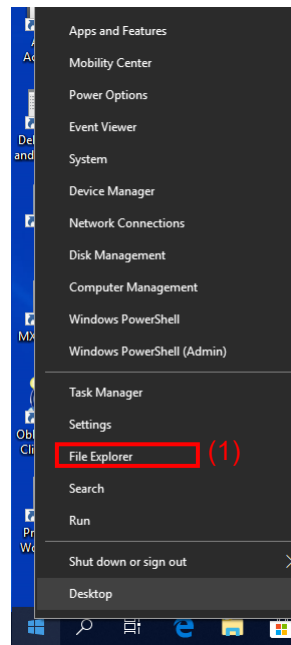 Apps and Features
Mobility Center
Power Options
Event Viewer
System
Device Manager
Network Connections
Disk Management
Computer Management
Windows PowerShell
Windows PowerShell (Admin)
Task Manager
Settings
File Explorer (1)
Search
Run
Shut down or sign out
Desktop